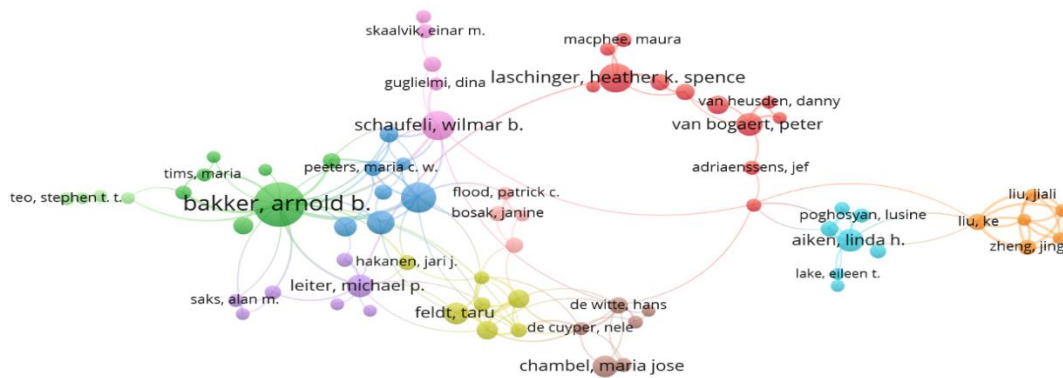 skaalvik, einar m.
macphee, maura
guglielmi, dina
laschinger, heather k. spence
van heusden, danny
schaufeli, wilmar b.
van bogaert, peter
tims, maria
peeters, maria c. w.
adriaenssens, jef
teo, stephen t. t.
bakker, arnold b.
flood, patrick c.
bosak, janine
poghosyan, lusine
liu, jiali
liu, ke
aiken, linda h.
zheng, jing
hakanen, jari j.
lake, eileen t.
leiter, michael p.
saks, alan m.
feldt, taru
de witte, hans
de cuyper, nele
chambel, maria jose